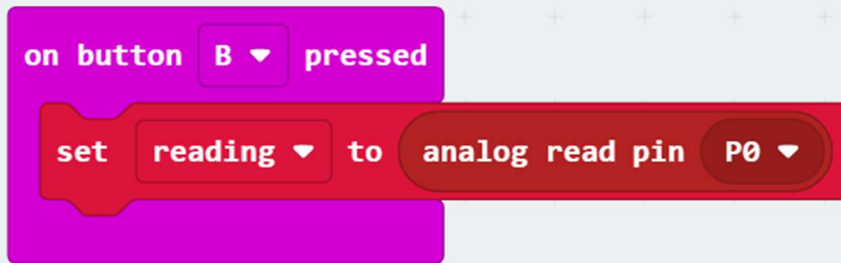 on button B pressed
set reading to analog read pin P0